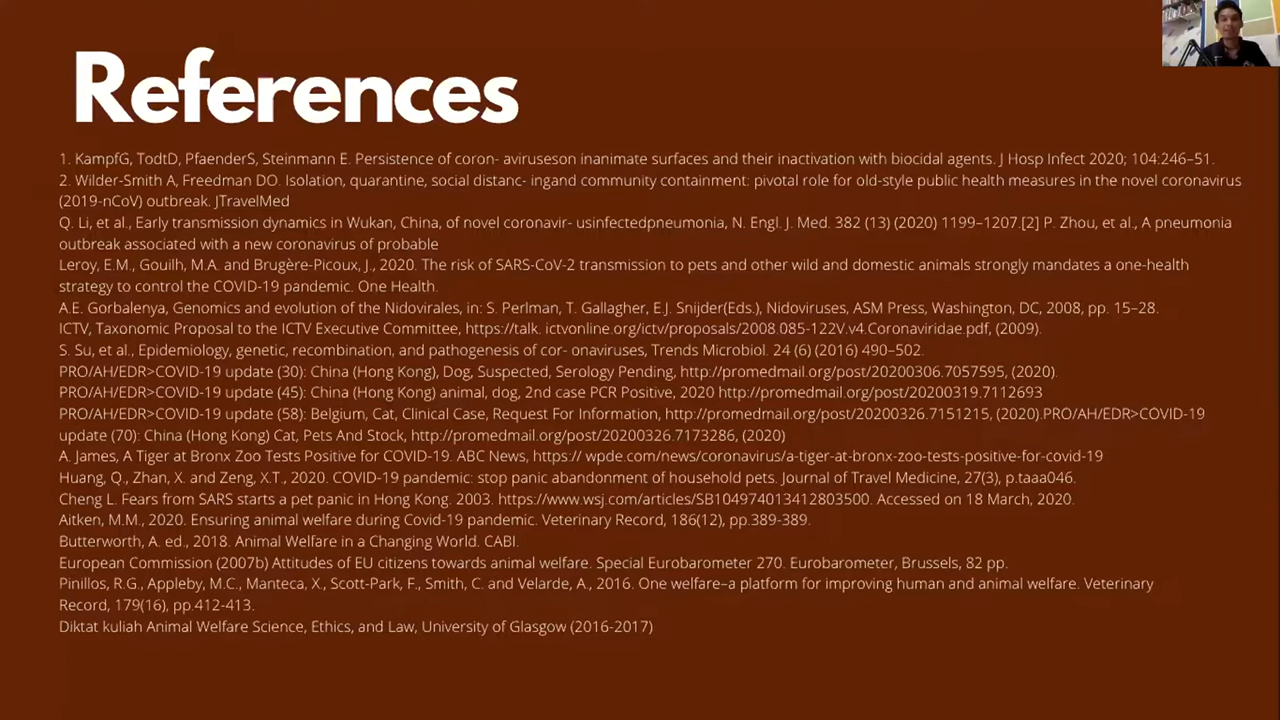 References
1. KampfG, TodtD, PfaenderS, Steinmann E. Persistence of coron- aviruseson inanimate surfaces and their inactivation with biocidal agents. J Hosp Infect 2020; 104:246–51.
2. Wilder-Smith A, Freedman DO. Isolation, quarantine, social distanc- ingand community containment: pivotal role for old-style public health measures in the novel coronavirus
(2019-nCoV) outbreak. JTravelMed
Q. Li, et al., Early transmission dynamics in Wukan, China, of novel coronavir- usinfectedpneumonia, N. Engl. J. Med. 382 (13) (2020) 1199–1207.[2] P. Zhou, et al., A pneumonia
outbreak associated with a new coronavirus of probable
Leroy, E.M., Gouilh, M.A. and Brugère-Picoux, J., 2020. The risk of SARS-CoV-2 transmission to pets and other wild and domestic animals strongly mandates a one-health
strategy to control the COVID-19 pandemic. One Health.
A.E. Gorbalenya, Genomics and evolution of the Nidovirales, in: S. Perlman, T. Gallagher, E.J. Snijder(Eds.), Nidoviruses, ASM Press, Washington, DC, 2008, pp. 15–28.
ICTV, Taxonomic Proposal to the ICTV Executive Committee, https://talk. ictvonline.org/ictv/proposals/2008.085-122V.v4.Coronaviridae.pdf, (2009).
S. Su, et al., Epidemiology, genetic, recombination, and pathogenesis of cor- onaviruses, Trends Microbiol. 24 (6) (2016) 490–502.
PRO/AH/EDR>COVID-19 update (30): China (Hong Kong), Dog, Suspected, Serology Pending, http://promedmail.org/post/20200306.7057595, (2020).
PRO/AH/EDR>COVID-19 update (45): China (Hong Kong) animal, dog, 2nd case PCR Positive, 2020 http://promedmail.org/post/20200319.7112693
PRO/AH/EDR>COVID-19 update (58): Belgium, Cat, Clinical Case, Request For Information, http://promedmail.org/post/20200326.7151215, (2020).PRO/AH/EDR>COVID-19
update (70): China (Hong Kong) Cat, Pets And Stock, http://promedmail.org/post/20200326.7173286, (2020)
A. James, A Tiger at Bronx Zoo Tests Positive for COVID-19. ABC News, https:// wpde.com/news/coronavirus/a-tiger-at-bronx-zoo-tests-positive-for-covid-19
Huang, Q., Zhan, X. and Zeng, X.T., 2020. COVID-19 pandemic: stop panic abandonment of household pets. Journal of Travel Medicine, 27(3), p.taaa046.
Cheng L. Fears from SARS starts a pet panic in Hong Kong. 2003. https://www.wsj.com/articles/SB104974013412803500. Accessed on 18 March, 2020.
Aitken, M.M., 2020. Ensuring animal welfare during Covid-19 pandemic. Veterinary Record, 186(12), pp.389-389.
Butterworth, A. ed., 2018. Animal Welfare in a Changing World. CABI.
European Commission (2007b) Attitudes of EU citizens towards animal welfare. Special Eurobarometer 270. Eurobarometer, Brussels, 82 pp.
Pinillos, R.G., Appleby, M.C., Manteca, X., Scott-Park, F., Smith, C. and Velarde, A., 2016. One welfare–a platform for improving human and animal welfare. Veterinary
Record, 179(16), pp.412-413.
Diktat kuliah Animal Welfare Science, Ethics, and Law, University of Glasgow (2016-2017)